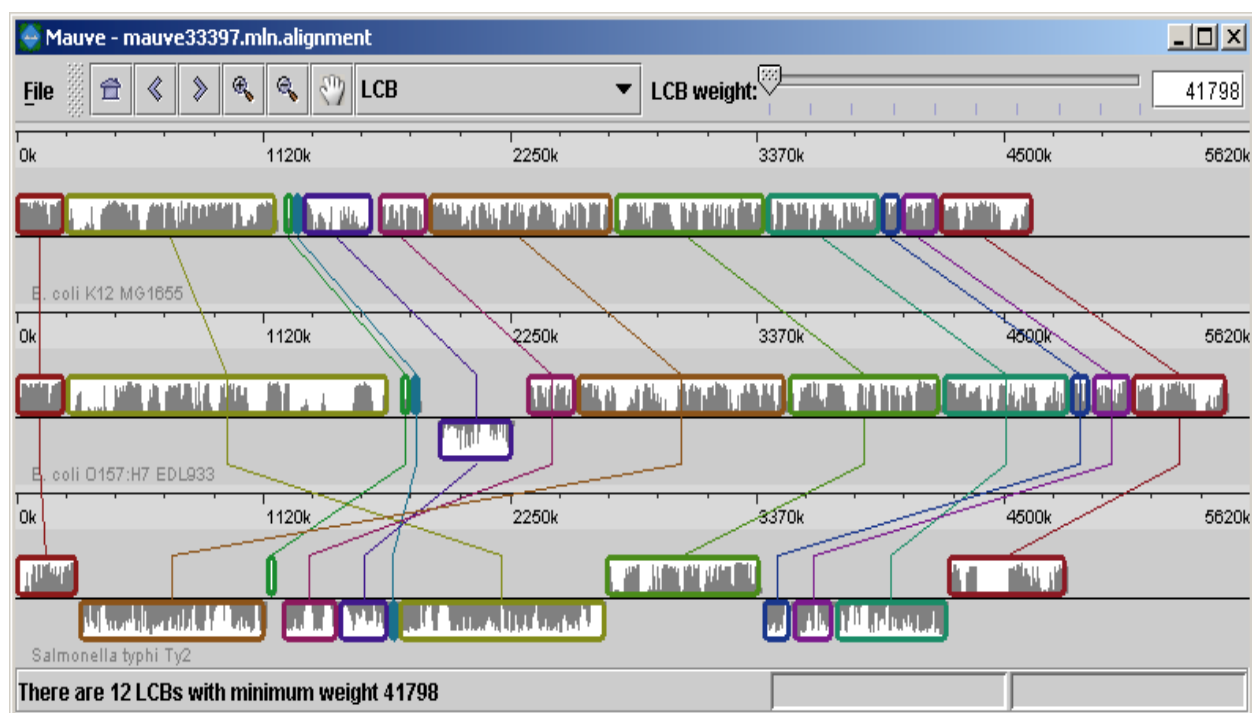 Mauve - mauve33397.mln.alignment
File LCB LCB weight: 41798
0k 1120k 2250k 3370k 4500k 5620k
E. coli K12 MG1655
0k 1120k 2250k 3370k 4500k 5620k
E. coli O157:H7 EDL933
0k 1120k 2250k 3370k 4500k 5620k
Salmonella typhi Ty2
There are 12 LCBs with minimum weight 41798